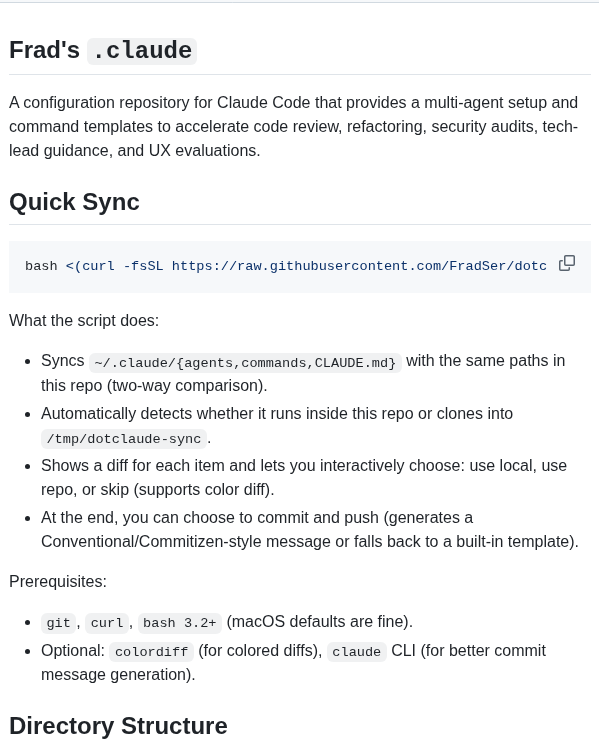 Frad's .claude
A configuration repository for Claude Code that provides a multi-agent setup and
command templates to accelerate code review, refactoring, security audits, tech-
lead guidance, and UX evaluations.
Quick Sync
bash <(curl -fsSL https://raw.githubusercontent.com/FradSer/dotc
What the script does:
• Syncs ~/.claude/{agents,commands,CLAUDE.md} with the same paths in
this repo (two-way comparison).
• Automatically detects whether it runs inside this repo or clones into
/tmp/dotclaude-sync.
• Shows a diff for each item and lets you interactively choose: use local, use
repo, or skip (supports color diff).
• At the end, you can choose to commit and push (generates a
Conventional/Commitizen-style message or falls back to a built-in template).
Prerequisites:
• git, curl, bash 3.2+ (macOS defaults are fine).
• Optional: colordiff (for colored diffs), claude CLI (for better commit
message generation).
Directory Structure